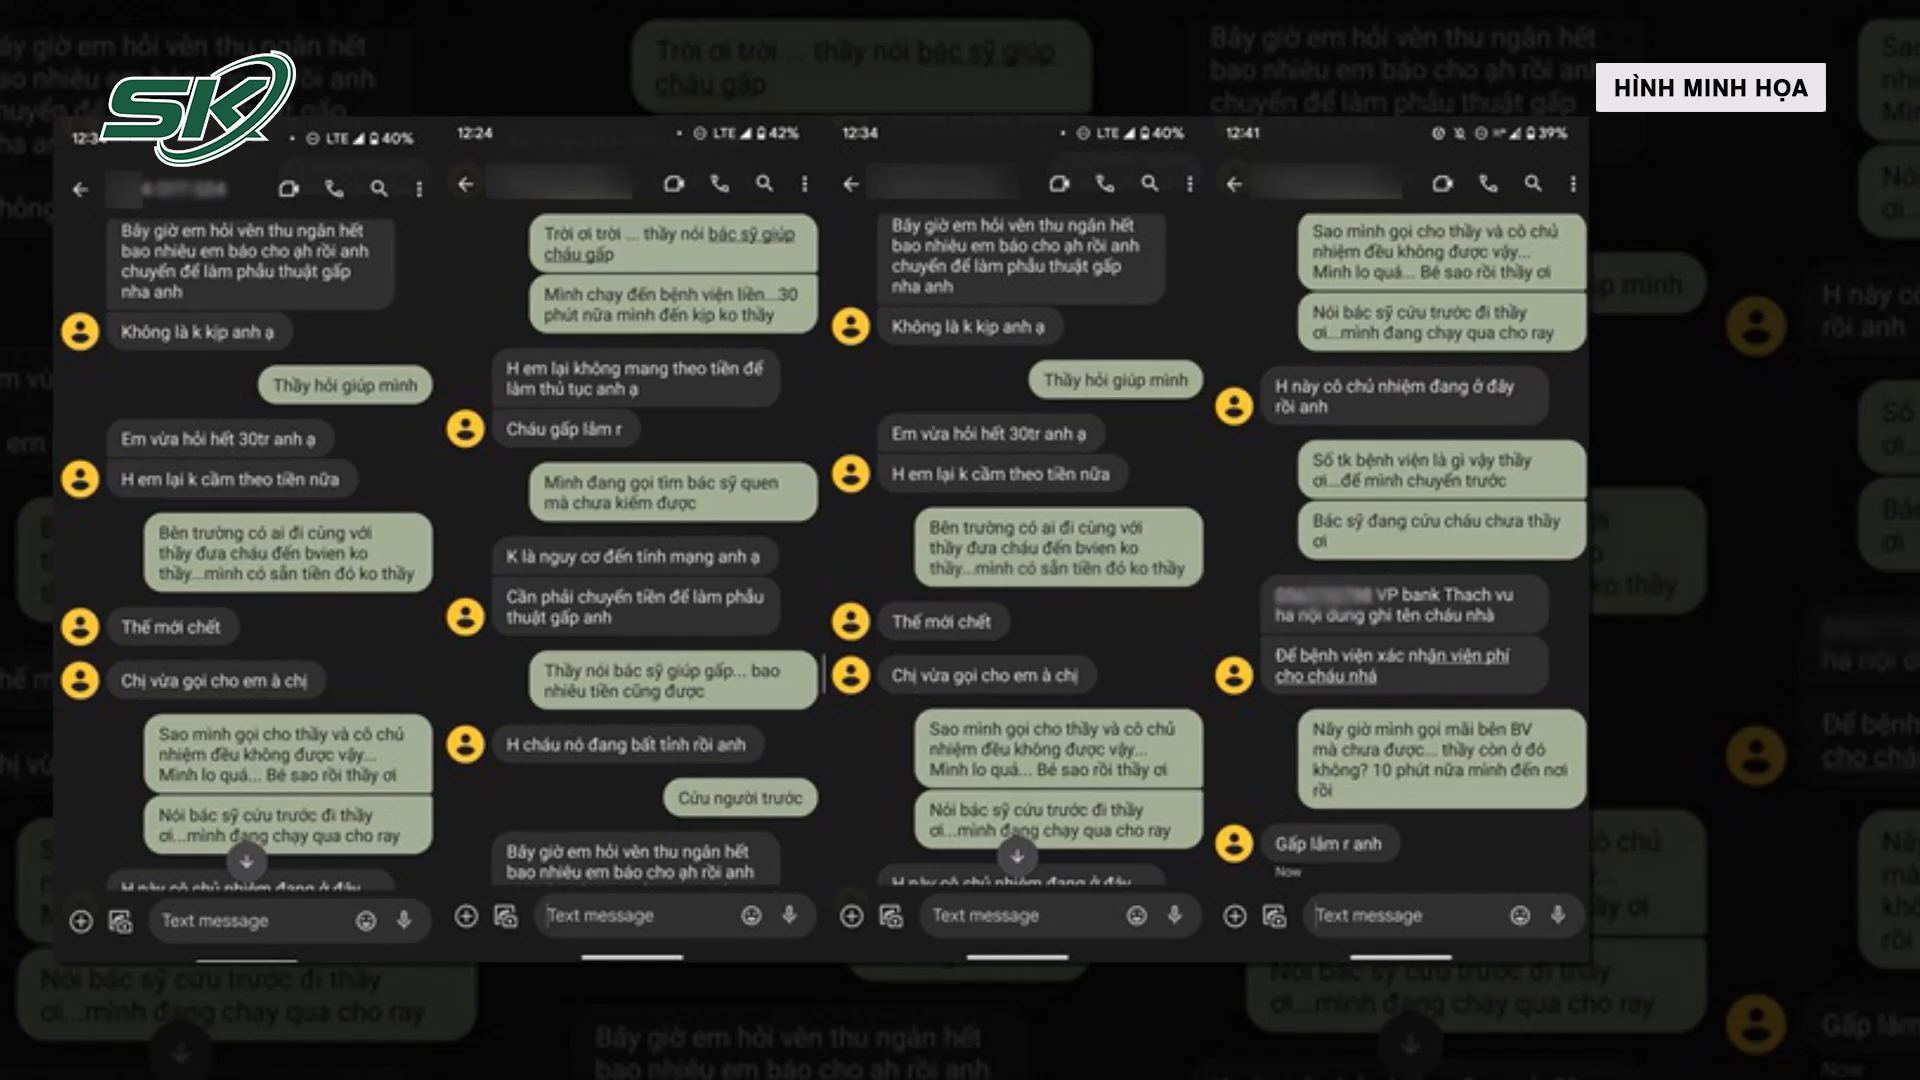 SK
HÌNH MINH HỌA
12:34
LTE 40%
Bây giờ em hỏi vên thu ngân hết
bao nhiêu em báo cho ạh rồi anh
chuyển để làm phẫu thuật gấp
nha anh
Không là k kịp anh ạ
Thầy hỏi giúp mình
Em vừa hỏi hết 30tr anh ạ
H em lại k cầm theo tiền nữa
Bên trường có ai đi cùng với
thầy đưa cháu đến bvien ko
thầy...mình có sẵn tiền đó ko thầy
Thế mới chết
Chị vừa gọi cho em à chị
Sao mình gọi cho thầy và cô chủ
nhiệm đều không được vậy...
Mình lo quá... Bé sao rồi thầy ơi
Nói bác sỹ cứu trước đi thầy
ơi...mình đang chạy qua cho ray
H này cô chủ nhiệm đang ở đây
Text message
12:24
LTE 42%
Trời ơi trời ... thầy nói bác sỹ giúp
cháu gấp
Mình chạy đến bệnh viện liền...30
phút nữa mình đến kịp ko thầy
H em lại không mang theo tiền để
làm thủ tục anh ạ
Cháu gấp lắm r
Mình đang gọi tìm bác sỹ quen
mà chưa kiếm được
K là nguy cơ đến tính mạng anh ạ
Cần phải chuyển tiền để làm phẫu
thuật gấp anh
Thầy nói bác sỹ giúp gấp... bao
nhiêu tiền cũng được
H cháu nó đang bất tỉnh rồi anh
Cứu người trước
Bây giờ em hỏi vên thu ngân hết
bao nhiêu em báo cho ạh rồi anh
Text message
12:34
LTE 40%
Bây giờ em hỏi vên thu ngân hết
bao nhiêu em báo cho ạh rồi anh
chuyển để làm phẫu thuật gấp
nha anh
Không là k kịp anh ạ
Thầy hỏi giúp mình
Em vừa hỏi hết 30tr anh ạ
H em lại k cầm theo tiền nữa
Bên trường có ai đi cùng với
thầy đưa cháu đến bvien ko
thầy...mình có sẵn tiền đó ko thầy
Thế mới chết
Chị vừa gọi cho em à chị
Sao mình gọi cho thầy và cô chủ
nhiệm đều không được vậy...
Mình lo quá... Bé sao rồi thầy ơi
Nói bác sỹ cứu trước đi thầy
ơi...mình đang chạy qua cho ray
H này cô chủ nhiệm đang ở đây
Text message
12:41
39%
Sao mình gọi cho thầy và cô chủ
nhiệm đều không được vậy...
Mình lo quá... Bé sao rồi thầy ơi
Nói bác sỹ cứu trước đi thầy
ơi...mình đang chạy qua cho ray
H này cô chủ nhiệm đang ở đây
rồi anh
Số tk bệnh viện là gì vậy thầy
ơi...để mình chuyển trước
Bác sỹ đang cứu cháu chưa thầy
ơi
VP bank Thach vu
ha nội dung ghi tên cháu nhà
Để bệnh viện xác nhận viện phí
cho cháu nhá
Nãy giờ mình gọi mãi bên BV
mà chưa được... thầy còn ở đó
không? 10 phút nữa mình đến nơi
rồi
Gấp lắm r anh
Now
Text message